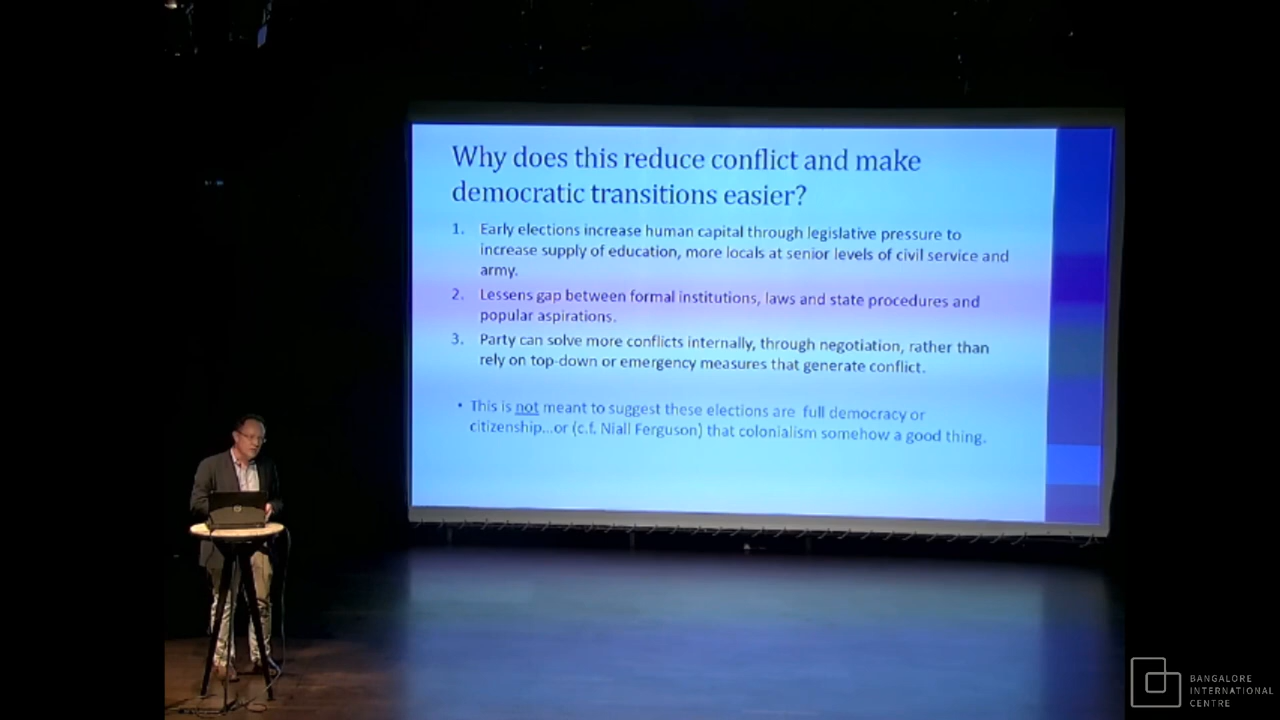 Why does this reduce conflict and make
democratic transitions easier?
1. Early elections increase human capital through legislative pressure to
increase supply of education, more locals at senior levels of civil service and
army.
2. Lessens gap between formal institutions, laws and state procedures and
popular aspirations.
3. Party can solve more conflicts internally, through negotiation, rather than
rely on top-down or emergency measures that generate conflict.
• This is not meant to suggest these elections are full democracy or
citizenship...or (c.f. Niall Ferguson) that colonialism somehow a good thing.
BANGALORE
INTERNATIONAL
CENTRE